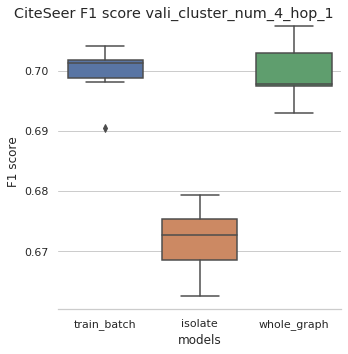 CiteSeer F1 score vali_cluster_num_4_hop_1
0.70
0.69
0.68
0.67
F1 score
train_batch
isolate
whole_graph
models